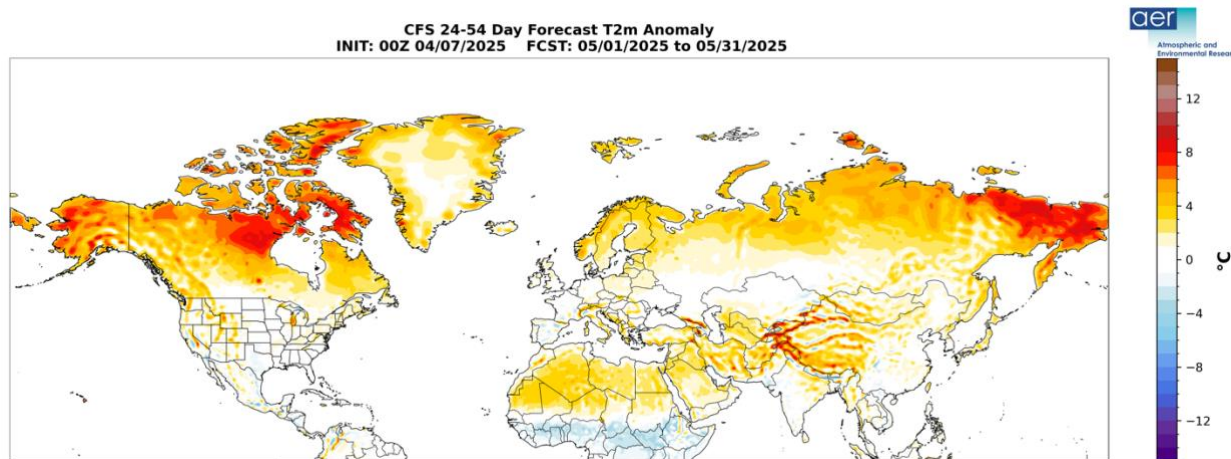 CFS 24-54 Day Forecast T2m Anomaly
INIT: 00Z 04/07/2025 FCST: 05/01/2025 to 05/31/2025
aer
Atmospheric and
Environmental Resear
12
8
4
0
−4
−8
−12
°C